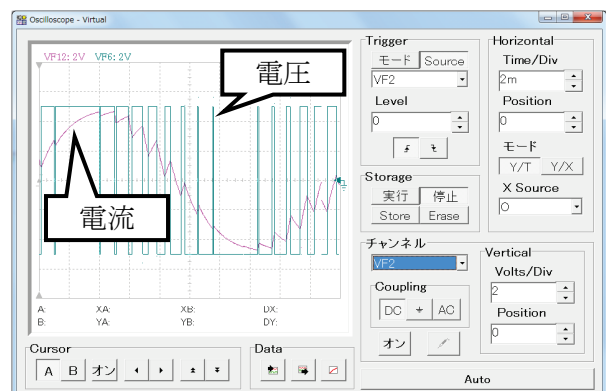 Oscilloscope - Virtual
VF12: 2V VF6: 2V
電圧
電流
A: XA: XB: DX:
B: YA: YB: DY:
Cursor
A B オン
Data
Trigger
モード Source
VF2
Level
0
Storage
実行 停止
Store Erase
Horizontal
Time/Div
2m
Position
0
モード
Y/T Y/X
X Source
0
チャンネル
VF2
Coupling
DC AC
オン
Vertical
Volts/Div
2
Position
0
Auto